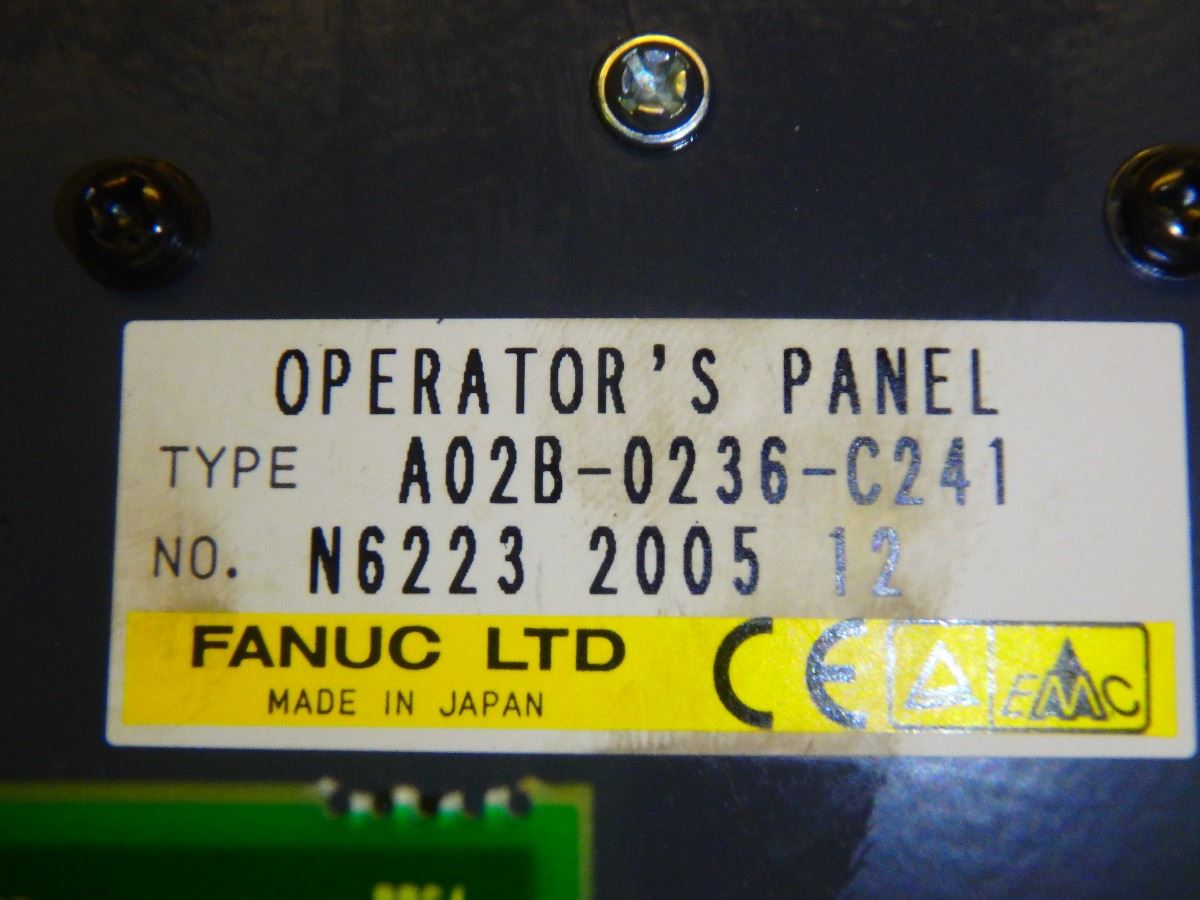 OPERATOR'S PANEL
TYPE A02B-0236-C241
NO. N6223 2005 12
FANUC LTD CE EMC
MADE IN JAPAN